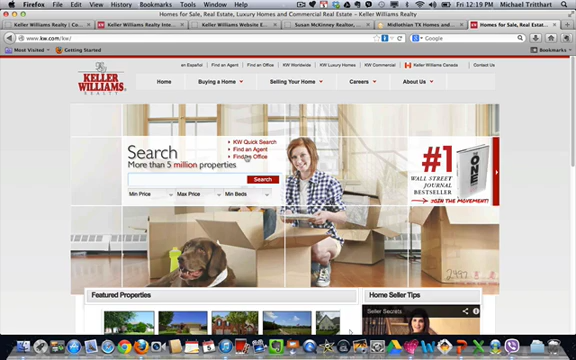 Firefox File Edit View History Bookmarks Tools Window Help
Fri 12:19 PM Michael Tritthart
Homes for Sale, Real Estate, Luxury Homes and Commercial Real Estate – Keller Williams Realty
Keller Williams Realty | Co...
Keller Williams Realty Inte...
Keller Williams Website E...
Susan McKinney Realtor,...
Midlothian TX Homes and...
Homes for Sale, Real Estat...
www.kw.com/kw/
Google
Most Visited
Getting Started
Bookmarks
en Español
Find an Agent
Find an Office
KW Worldwide
KW Luxury Homes
KW Commercial
Keller Williams Canada
Contact Us
KELLER WILLIAMS
REALTY
Home
Buying a Home
Selling Your Home
Careers
About Us
Search
More than 5 million properties
KW Quick Search
Find an Agent
Find an Office
Search
Min Price
Max Price
Min Beds
#1
WALL STREET
JOURNAL
BESTSELLER
JOIN THE MOVEMENT!
ONE
Featured Properties
Home Seller Tips
Seller Secrets